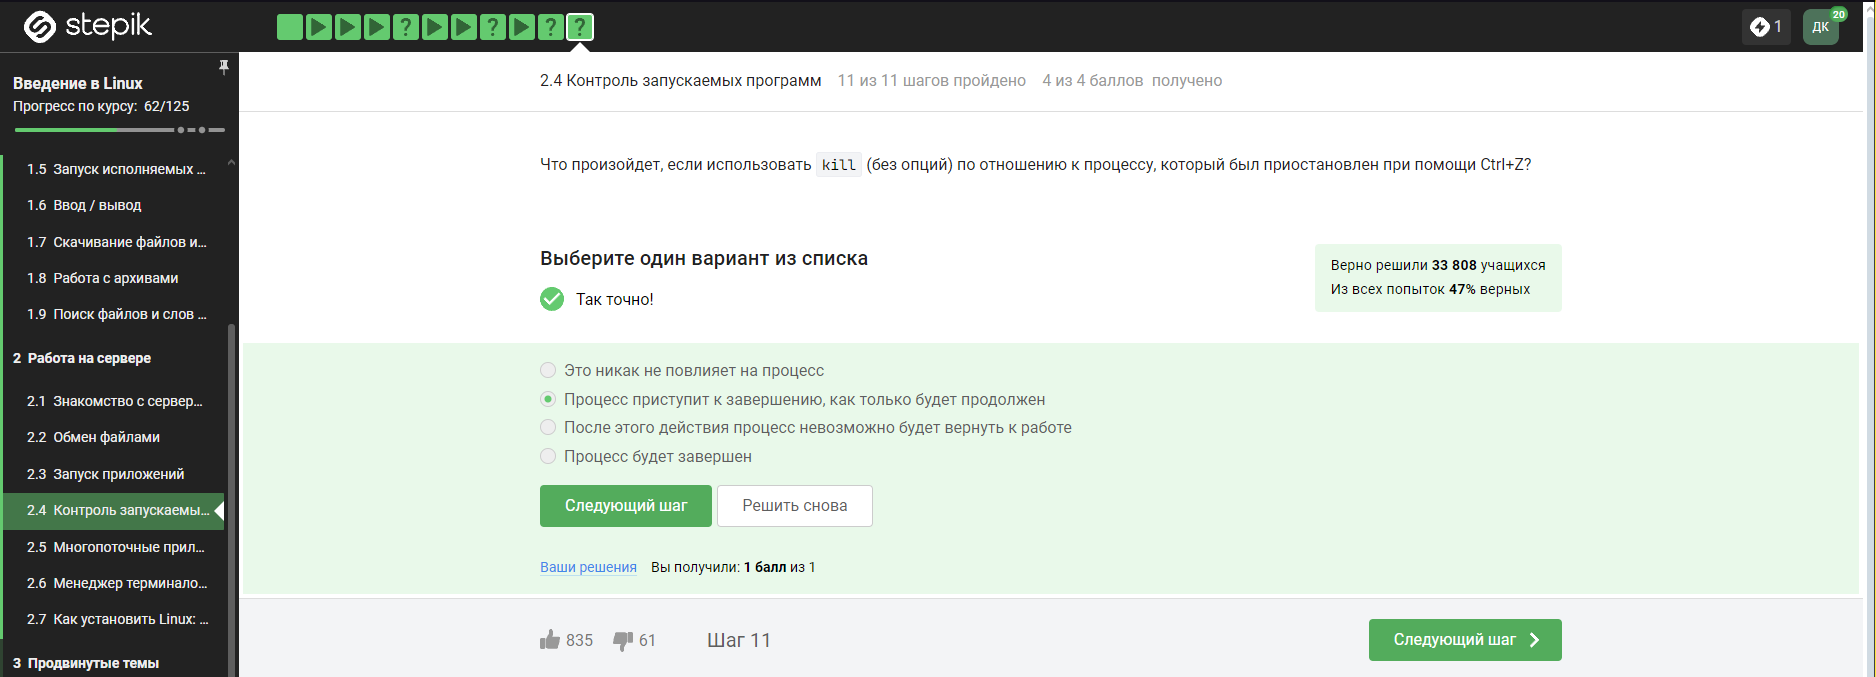 stepik
? ? ? ?
1
ДК
20
Введение в Linux
Прогресс по курсу: 62/125
1.5 Запуск исполняемых ...
1.6 Ввод / вывод
1.7 Скачивание файлов и...
1.8 Работа с архивами
1.9 Поиск файлов и слов ...
2 Работа на сервере
2.1 Знакомство с сервер...
2.2 Обмен файлами
2.3 Запуск приложений
2.4 Контроль запускаемы...
2.5 Многопоточные прил...
2.6 Менеджер терминало...
2.7 Как установить Linux: ...
3 Продвинутые темы
2.4 Контроль запускаемых программ 11 из 11 шагов пройдено 4 из 4 баллов получено
Что произойдет, если использовать kill (без опций) по отношению к процессу, который был приостановлен при помощи Ctrl+Z?
Выберите один вариант из списка
Так точно!
Верно решили 33 808 учащихся
Из всех попыток 47% верных
Это никак не повлияет на процесс
Процесс приступит к завершению, как только будет продолжен
После этого действия процесс невозможно будет вернуть к работе
Процесс будет завершен
Следующий шаг Решить снова
Ваши решения Вы получили: 1 балл из 1
835 61 Шаг 11 Следующий шаг